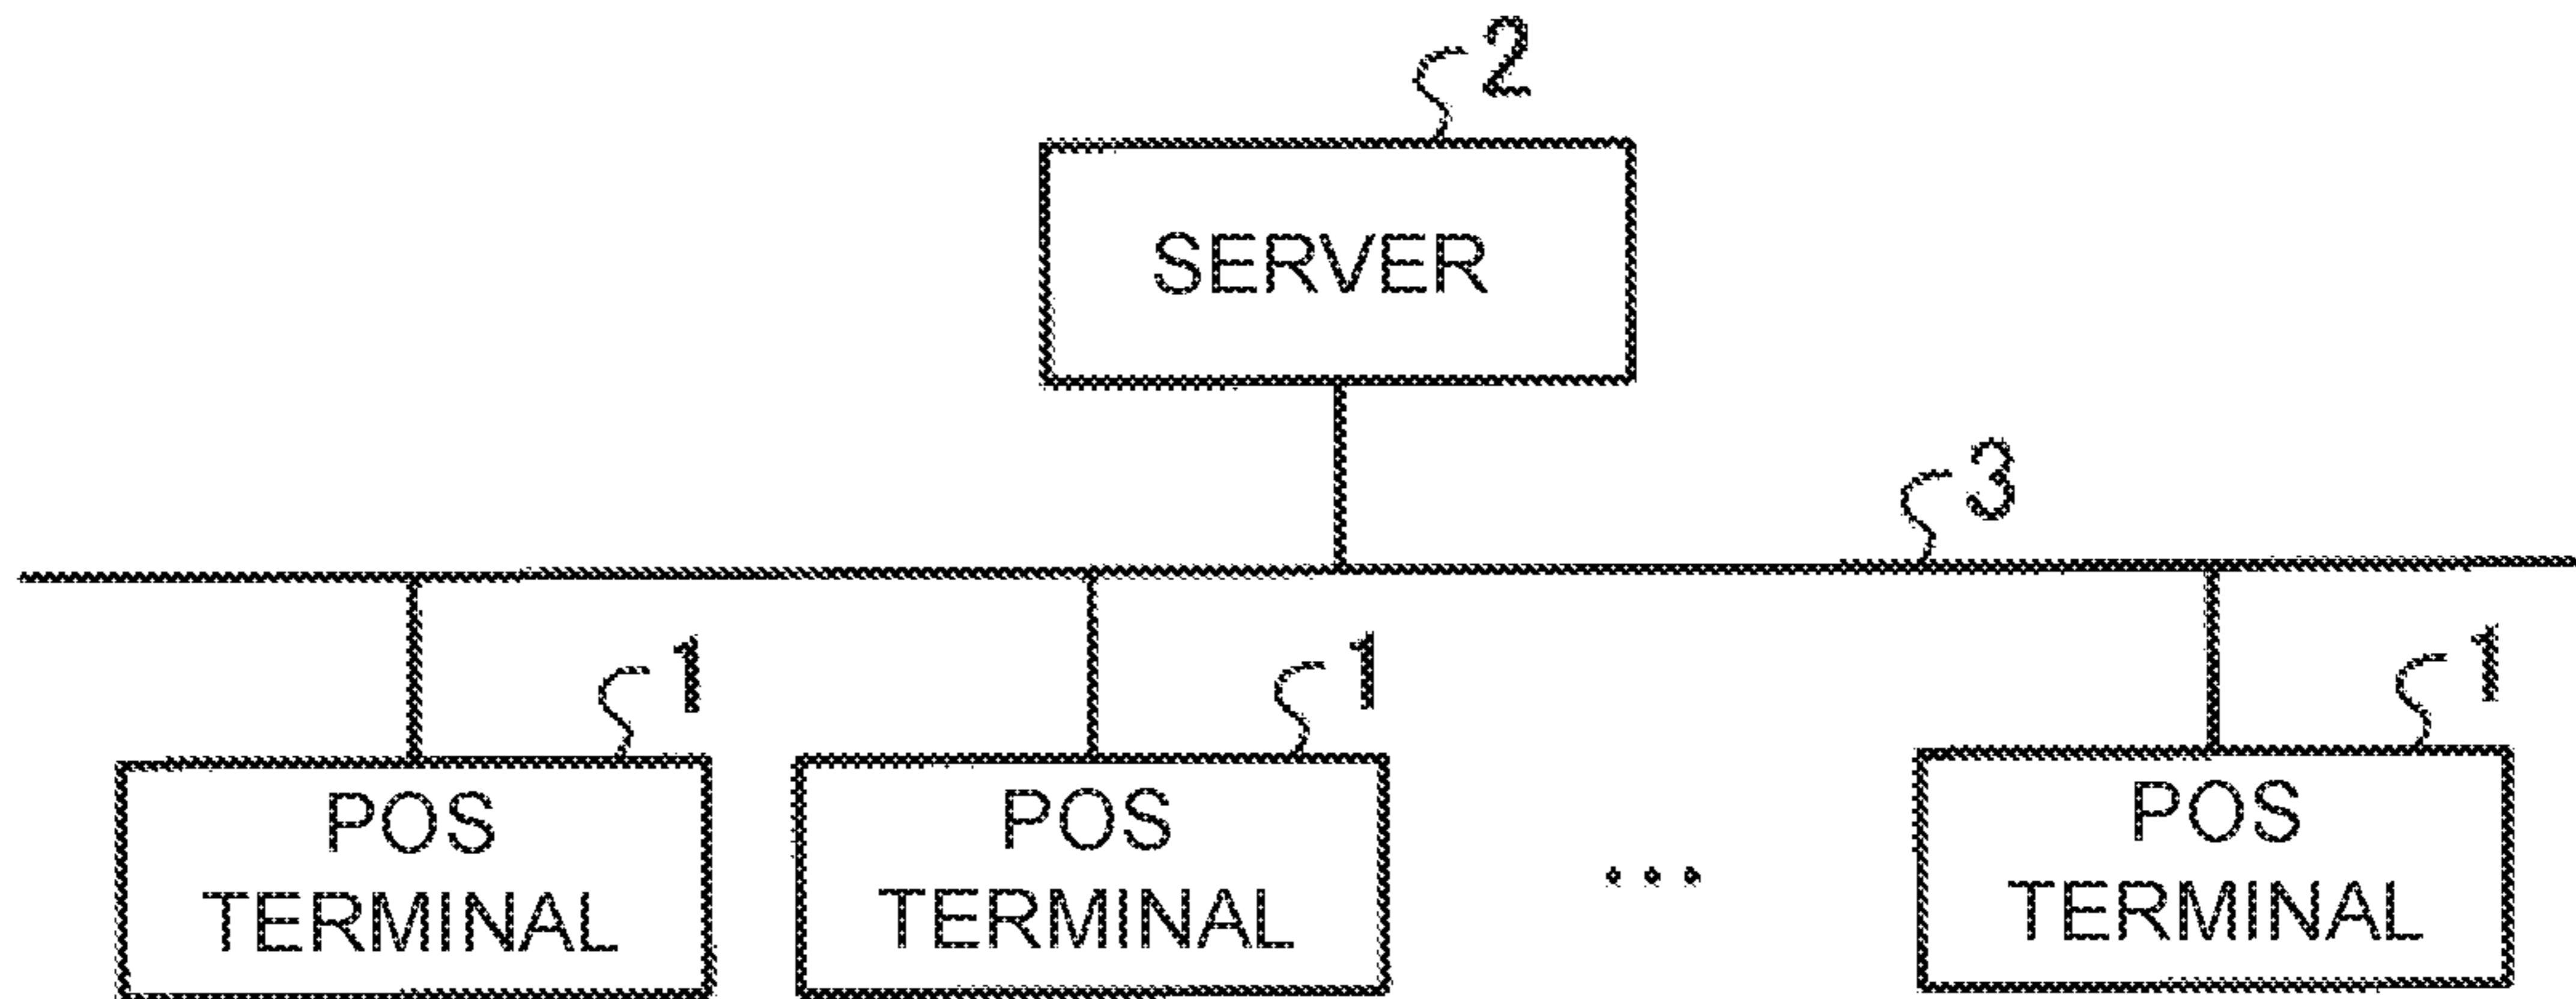 2
SERVER
3
1
1
1
POS
TERMINAL
POS
TERMINAL
...
POS
TERMINAL